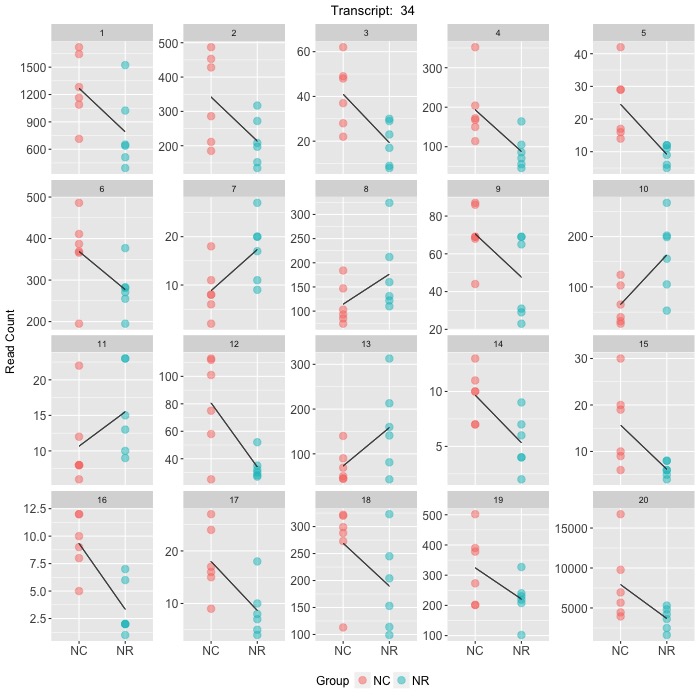 Transcript: 34
1 2 3 4 5
1500 1200 900 600
500 400 300 200
60 40 20
300 200 100
40 30 20 10
6 7 8 9 10
500 400 300 200
20 10
300 250 200 150 100
80 60 40 20
200 100
Read Count
11 12 13 14 15
20 15 10
100 80 60 40
300 200 100
10 5
30 20 10
16 17 18 19 20
12.5 10.0 7.5 5.0 2.5
20 10
300 250 200 150 100
500 400 300 200 100
15000 10000 5000
NC NR NC NR NC NR NC NR NC NR
Group NC NR